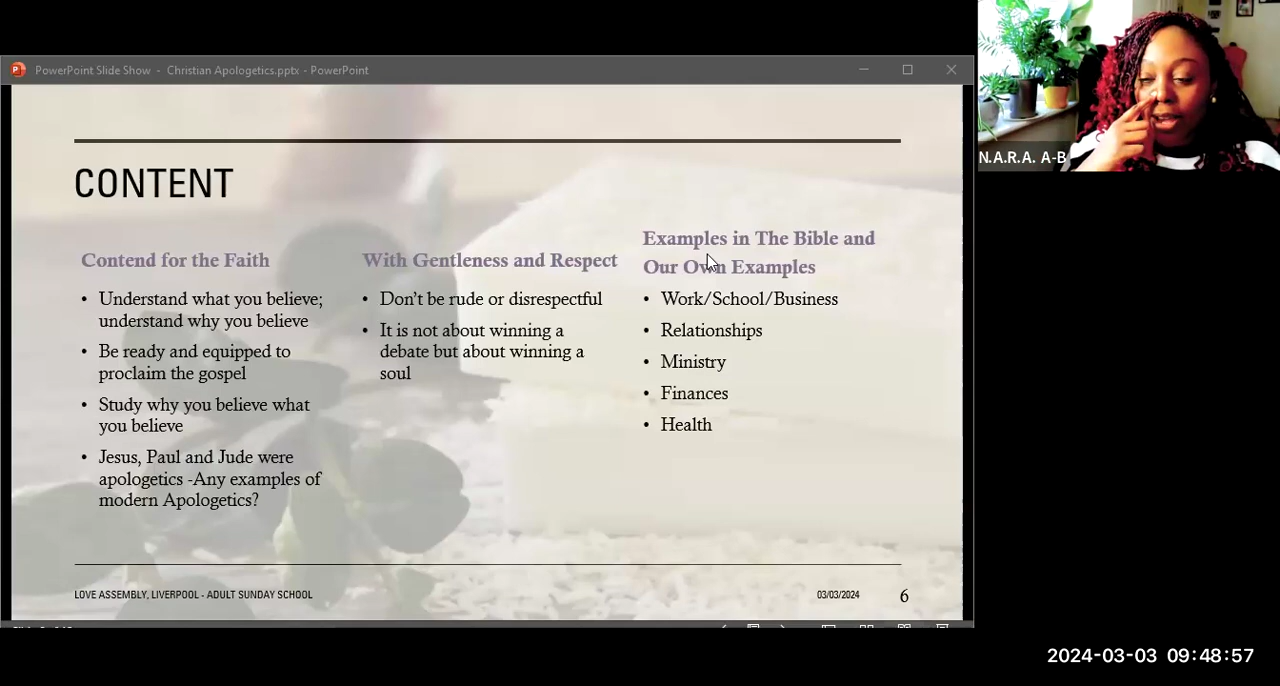 PowerPoint Slide Show - Christian Apologetics.pptx - PowerPoint
CONTENT
Contend for the Faith
• Understand what you believe;
understand why you believe
• Be ready and equipped to
proclaim the gospel
• Study why you believe what
you believe
• Jesus, Paul and Jude were
apologetics -Any examples of
modern Apologetics?
With Gentleness and Respect
• Don't be rude or disrespectful
• It is not about winning a
debate but about winning a
soul
Examples in The Bible and
Our Own Examples
• Work/School/Business
• Relationships
• Ministry
• Finances
• Health
LOVE ASSEMBLY, LIVERPOOL - ADULT SUNDAY SCHOOL
03/03/2024
6
N.A.R.A. A-B
2024-03-03 09:48:57